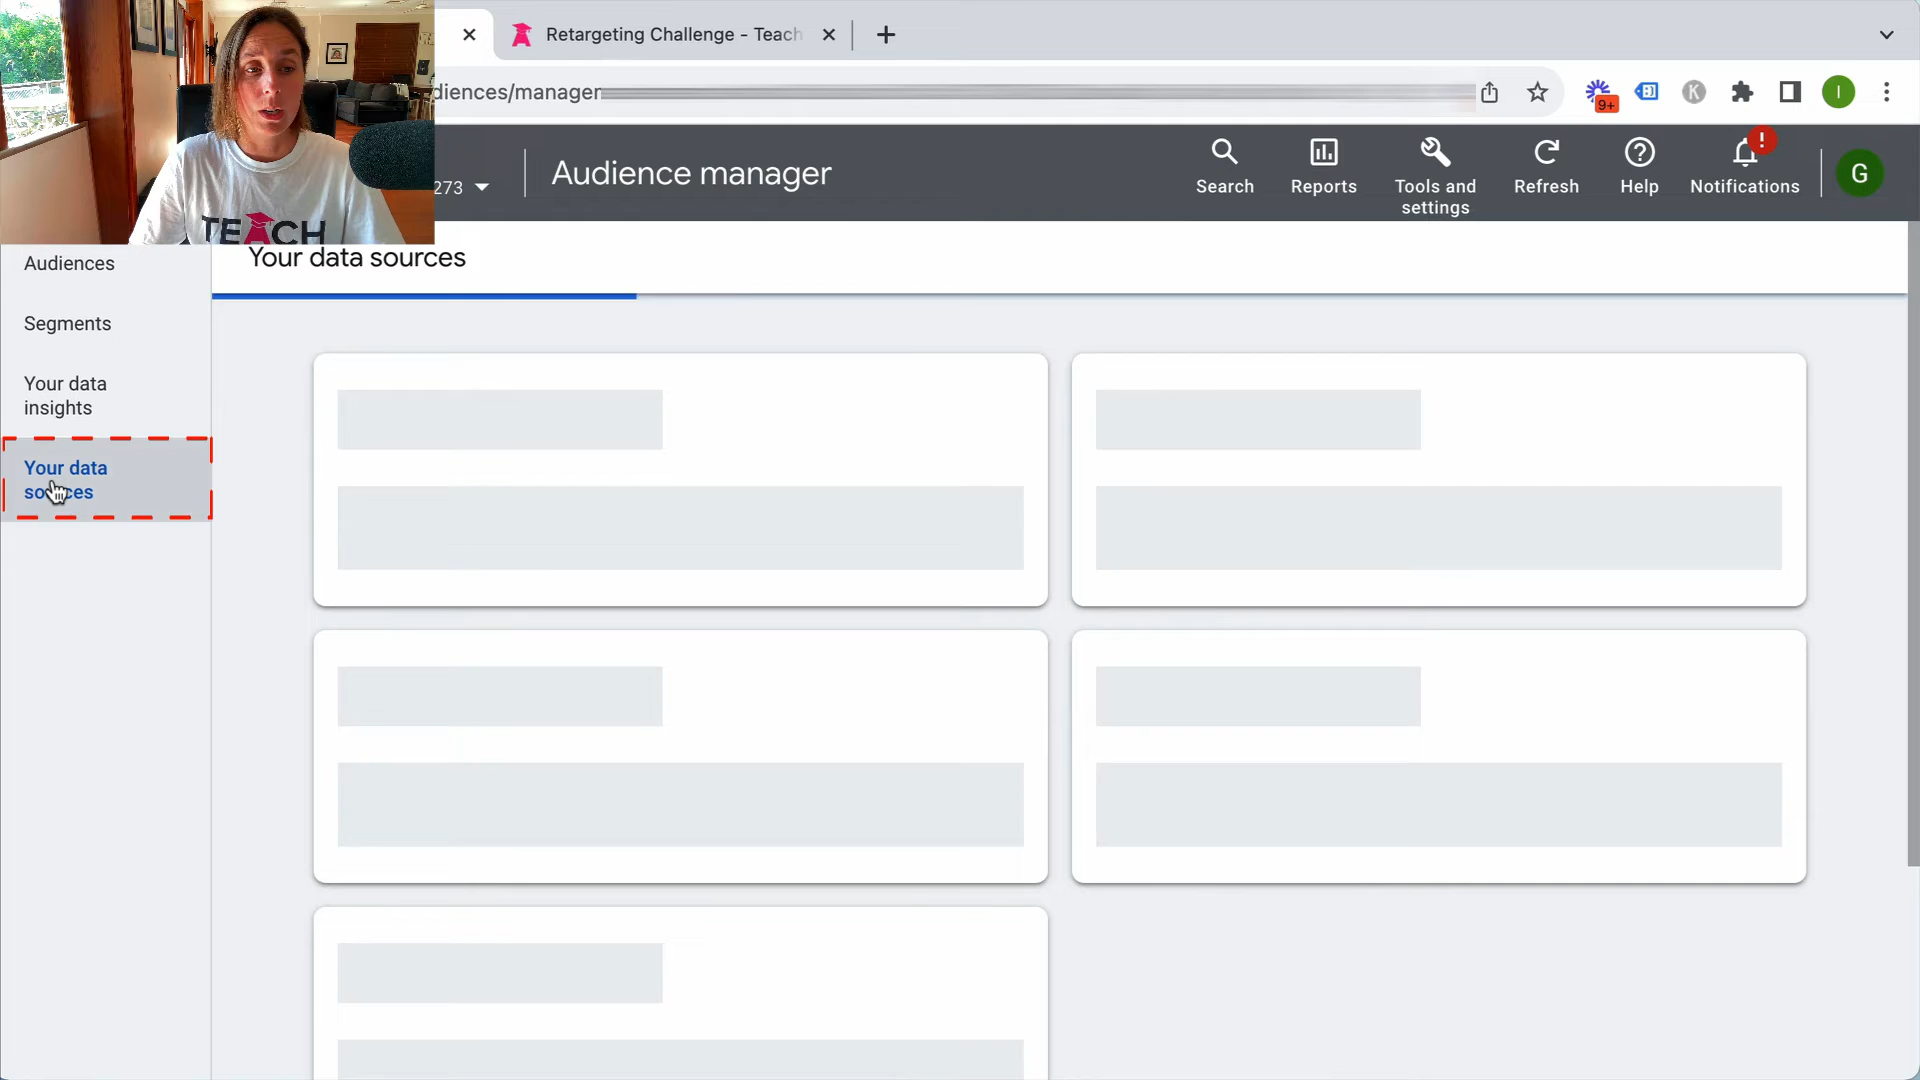 Retargeting Challenge - Teach
diences/manager
9+
K
I
273
Audience manager
Search
Reports
Tools and
settings
Refresh
Help
!
Notifications
G
TEACH
Audiences
Segments
Your data
insights
Your data
sources
Your data sources